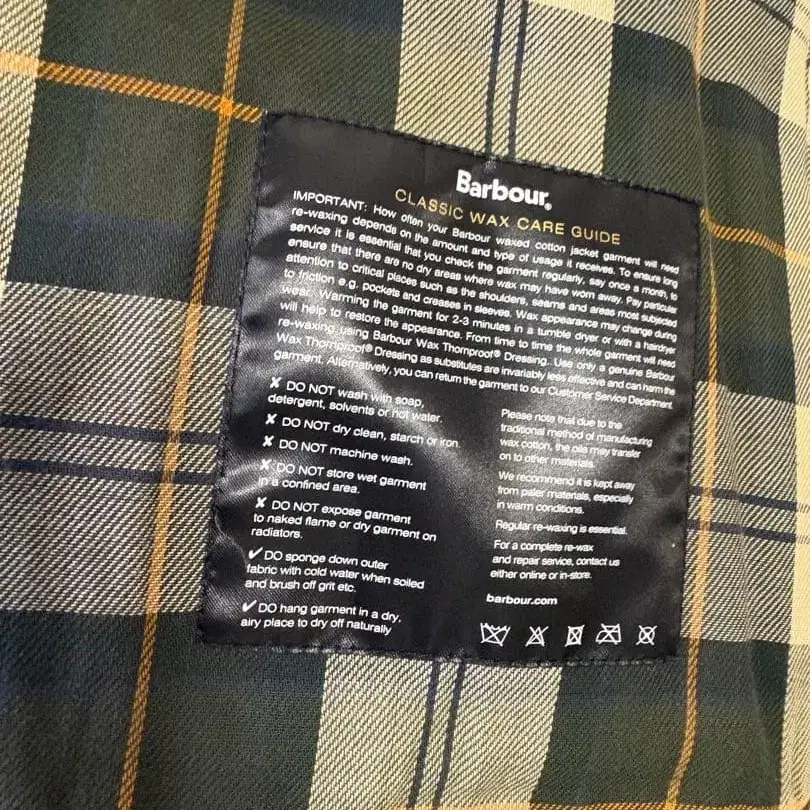 Barbour
CLASSIC WAX CARE GUIDE
IMPORTANT: How often your Barbour waxed cotton jacket garment will need
re-waxing depends on the amount and type of usage it receives. To ensure long
service it is essential that you check the garment regularly, say once a month, to
ensure that there are no dry areas where wax may have worn away. Pay particular
attention to critical places such as the shoulders, seams and areas most subjected
to friction e.g. pockets and creases in sleeves. Wax appearance may change during
wear. Warming the garment for 2-3 minutes in a tumble dryer or with a hairdryer
will help to restore the appearance. From time to time the whole garment will need
re-waxing using Barbour Wax Thornproof® Dressing. Use only a genuine Barbour
Wax Thornproof® Dressing as substitutes are invariably less effective and can harm the
garment. Alternatively, you can return the garment to our Customer Service Department.
✘ DO NOT wash with soap,
detergent, solvents or hot water.
✘ DO NOT dry clean, starch or iron.
✘ DO NOT machine wash.
✘ DO NOT store wet garment
in a confined area.
✘ DO NOT expose garment
to naked flame or dry garment on
radiators.
✔ DO sponge down outer
fabric with cold water when soiled
and brush off grit etc.
✔ DO hang garment in a dry,
airy place to dry off naturally
Please note that due to the
traditional method of manufacturing
wax cotton, the oils may transfer
on to other materials.
We recommend it is kept away
from paler materials, especially
in warm conditions.
Regular re-waxing is essential.
For a complete re-wax
and repair service, contact us
either online or in-store.
barbour.com